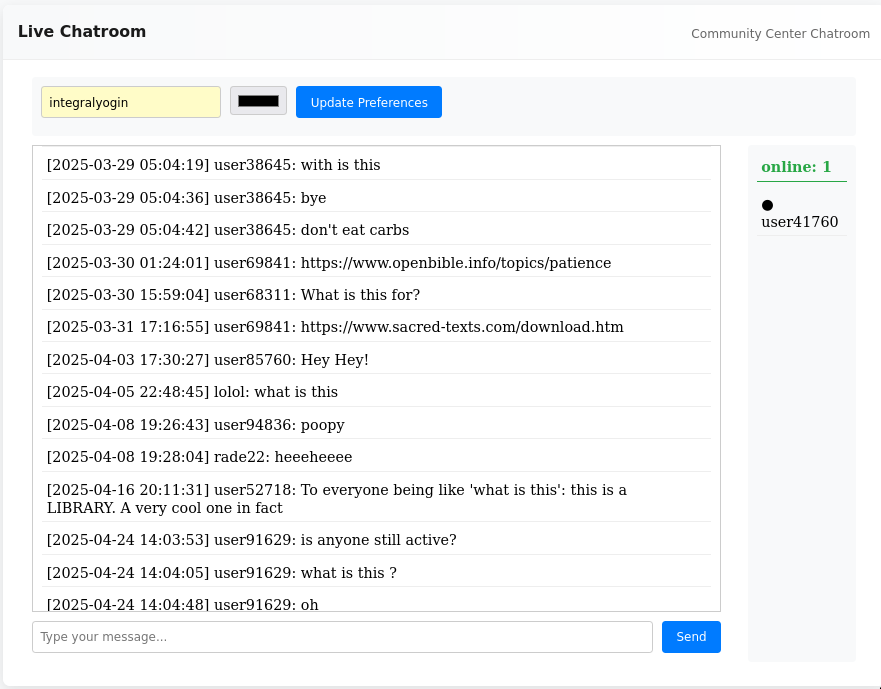 Live Chatroom
Community Center Chatroom
integralyogin
Update Preferences
[2025-03-29 05:04:19] user38645: with is this
[2025-03-29 05:04:36] user38645: bye
[2025-03-29 05:04:42] user38645: don't eat carbs
[2025-03-30 01:24:01] user69841: https://www.openbible.info/topics/patience
[2025-03-30 15:59:04] user68311: What is this for?
[2025-03-31 17:16:55] user69841: https://www.sacred-texts.com/download.htm
[2025-04-03 17:30:27] user85760: Hey Hey!
[2025-04-05 22:48:45] lolol: what is this
[2025-04-08 19:26:43] user94836: poopy
[2025-04-08 19:28:04] rade22: heeeheeee
[2025-04-16 20:11:31] user52718: To everyone being like 'what is this': this is a
LIBRARY. A very cool one in fact
[2025-04-24 14:03:53] user91629: is anyone still active?
[2025-04-24 14:04:05] user91629: what is this ?
[2025-04-24 14:04:48] user91629: oh
Type your message...
Send
online: 1
user41760